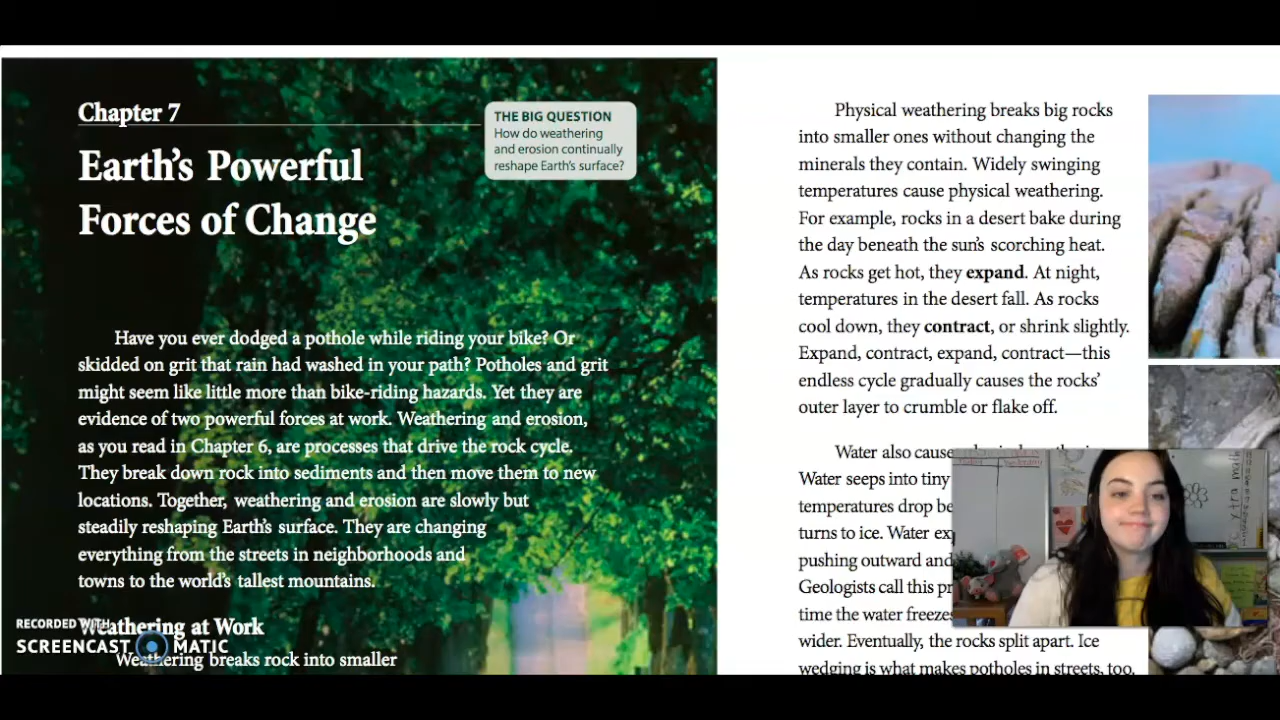 Chapter 7
Earth's Powerful
Forces of Change
THE BIG QUESTION
How do weathering
and erosion continually
reshape Earth's surface?
Have you ever dodged a pothole while riding your bike? Or
skidded on grit that rain had washed in your path? Potholes and grit
might seem like little more than bike-riding hazards. Yet they are
evidence of two powerful forces at work. Weathering and erosion,
as you read in Chapter 6, are processes that drive the rock cycle.
They break down rock into sediments and then move them to new
locations. Together, weathering and erosion are slowly but
steadily reshaping Earth's surface. They are changing
everything from the streets in neighborhoods and
towns to the world's tallest mountains.
Weathering at Work
Weathering breaks rock into smaller
RECORDED WITH
SCREENCAST MATIC
Physical weathering breaks big rocks
into smaller ones without changing the
minerals they contain. Widely swinging
temperatures cause physical weathering.
For example, rocks in a desert bake during
the day beneath the sun's scorching heat.
As rocks get hot, they expand. At night,
temperatures in the desert fall. As rocks
cool down, they contract, or shrink slightly.
Expand, contract, expand, contract—this
endless cycle gradually causes the rocks'
outer layer to crumble or flake off.
Water also cause
Water seeps into tiny
temperatures drop be
turns to ice. Water ex
pushing outward and
Geologists call this pr
time the water freezes
wider. Eventually, the rocks split apart. Ice
wedging is what makes potholes in streets, too.
xtra math